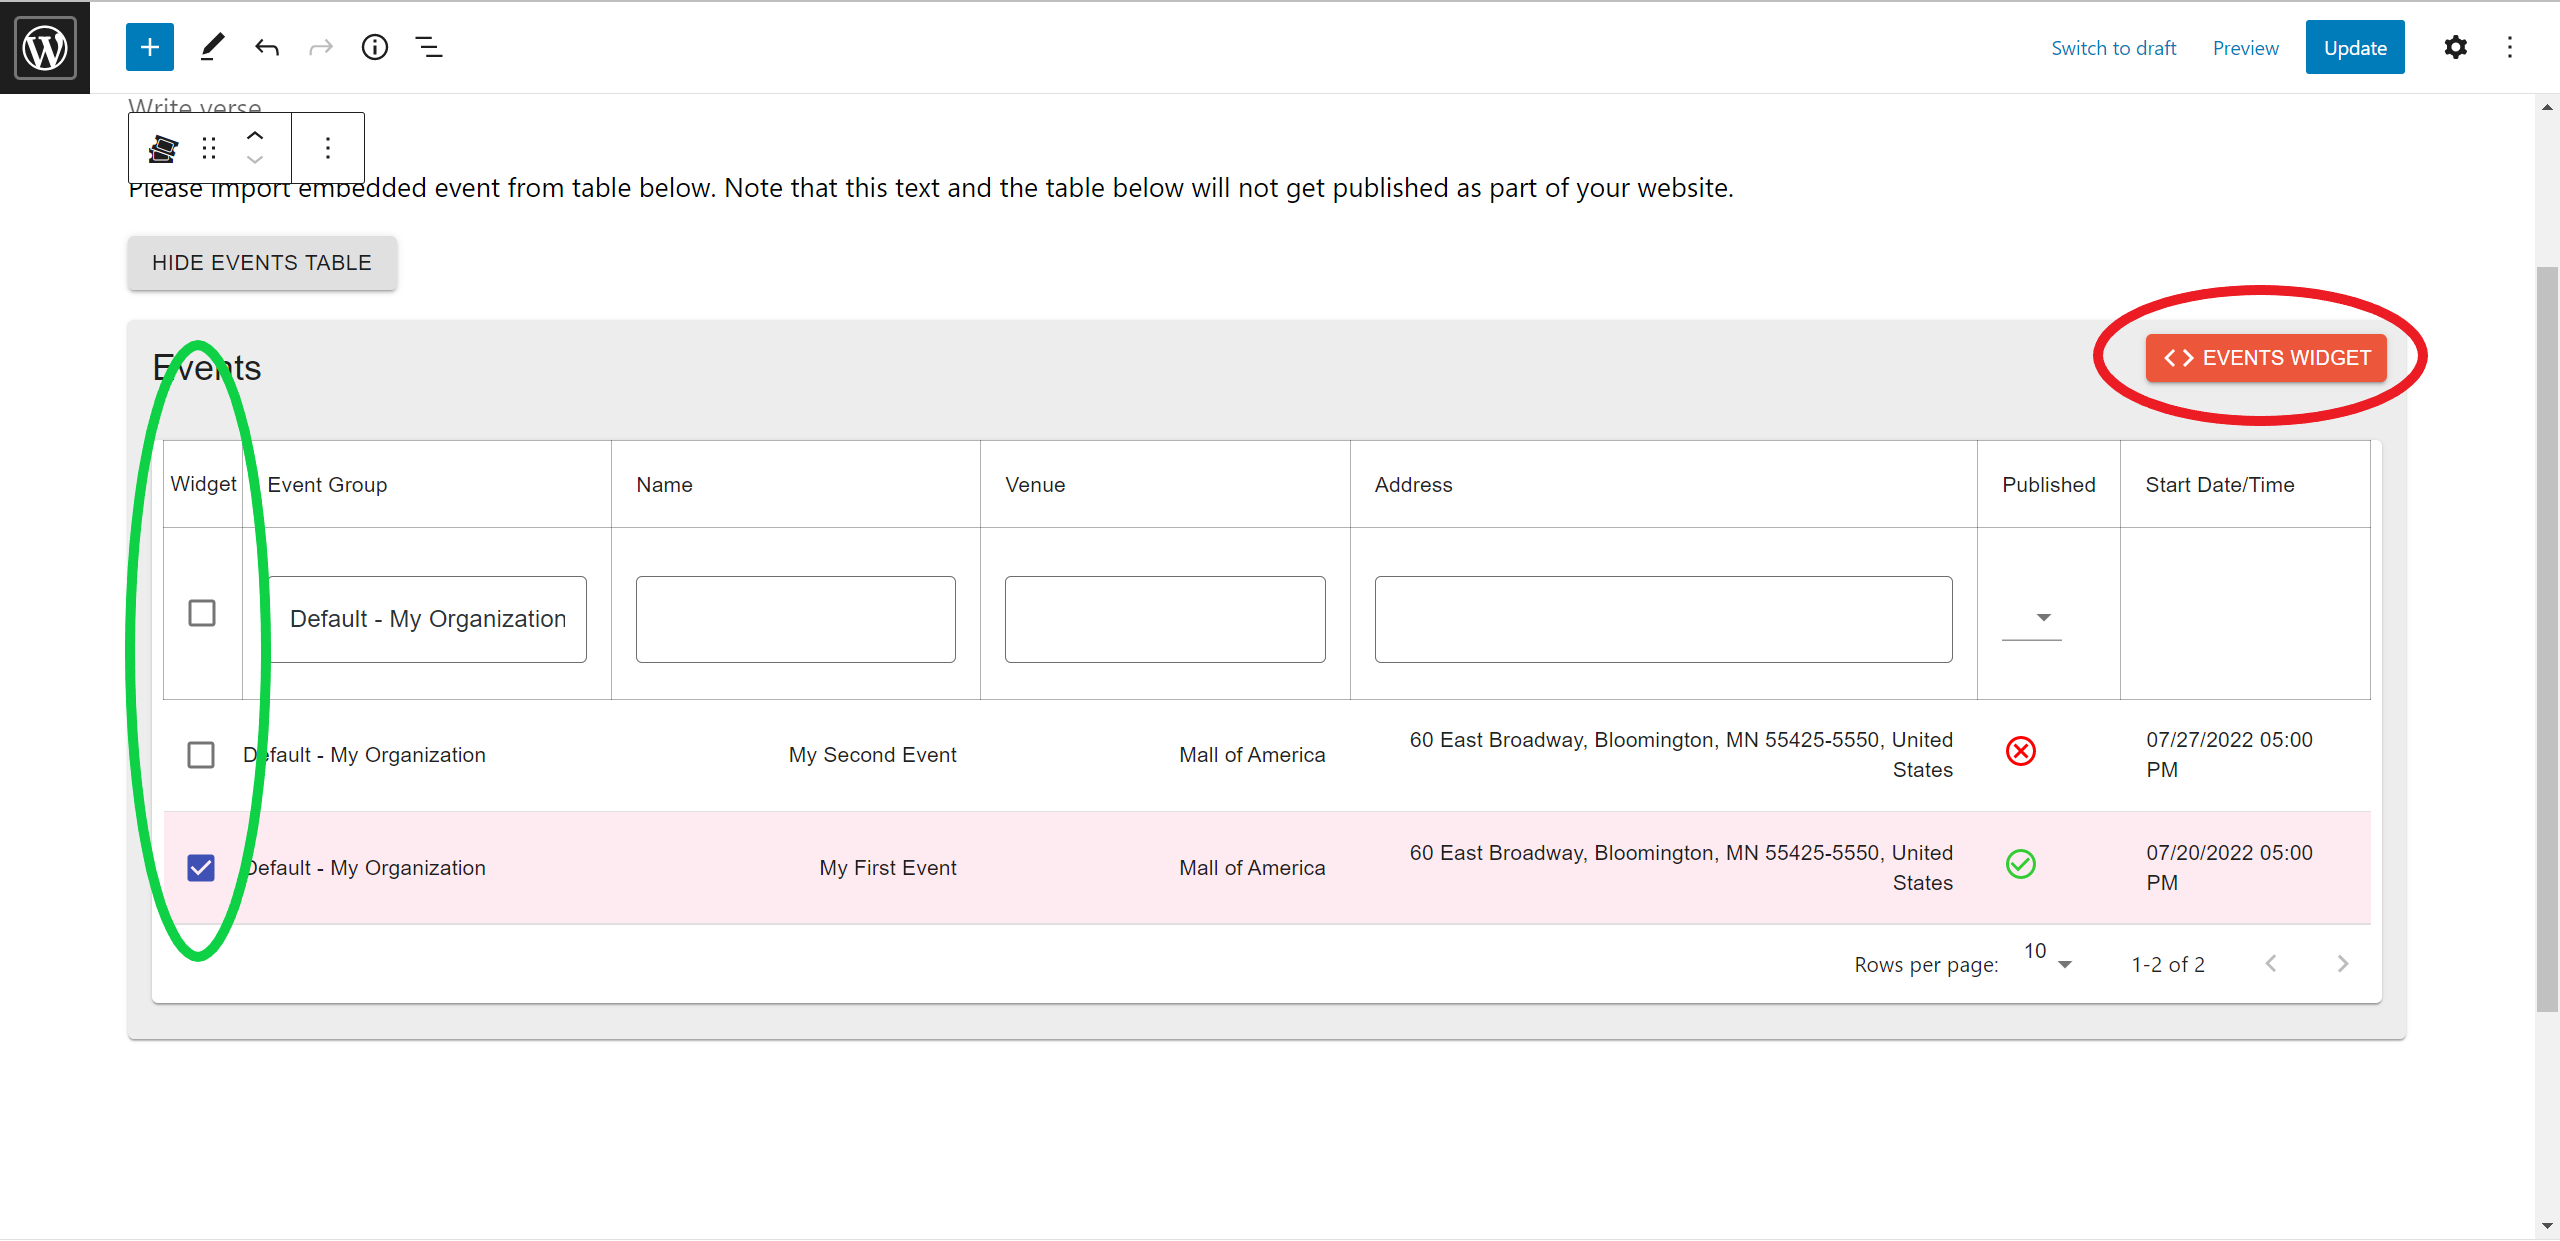 Switch to draft Preview Update
Write verse
Please import embedded event from table below. Note that this text and the table below will not get published as part of your website.
HIDE EVENTS TABLE
Events
<> EVENTS WIDGET
Widget Event Group Name Venue Address Published Start Date/Time
Default - My Organization
Default - My Organization My Second Event Mall of America 60 East Broadway, Bloomington, MN 55425-5550, United States 07/27/2022 05:00 PM
Default - My Organization My First Event Mall of America 60 East Broadway, Bloomington, MN 55425-5550, United States 07/20/2022 05:00 PM
Rows per page: 10 1-2 of 2